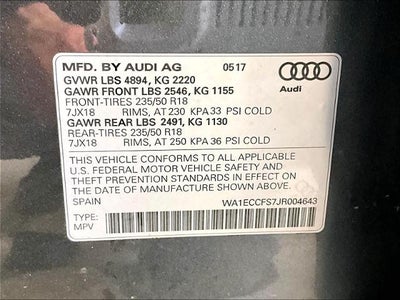 MFD. BY AUDI AG 0517
GVWR LBS 4894, KG 2220
GAWR FRONT LBS 2546, KG 1155
FRONT-TIRES 235/50 R18
7JX18 RIMS, AT 230 KPA 33 PSI COLD
GAWR REAR LBS 2491, KG 1130
REAR-TIRES 235/50 R18
7JX18 RIMS, AT 250 KPA 36 PSI COLD
Audi
THIS VEHICLE CONFORMS TO ALL APPLICABLE
U.S. FEDERAL MOTOR VEHICLE SAFETY AND
THEFT PREVENTION STANDARDS IN EFFECT ON
THE DATE OF MANUFACTURE SHOWN ABOVE.
SPAIN WA1ECCFS7JR004643
TYPE:
MPV